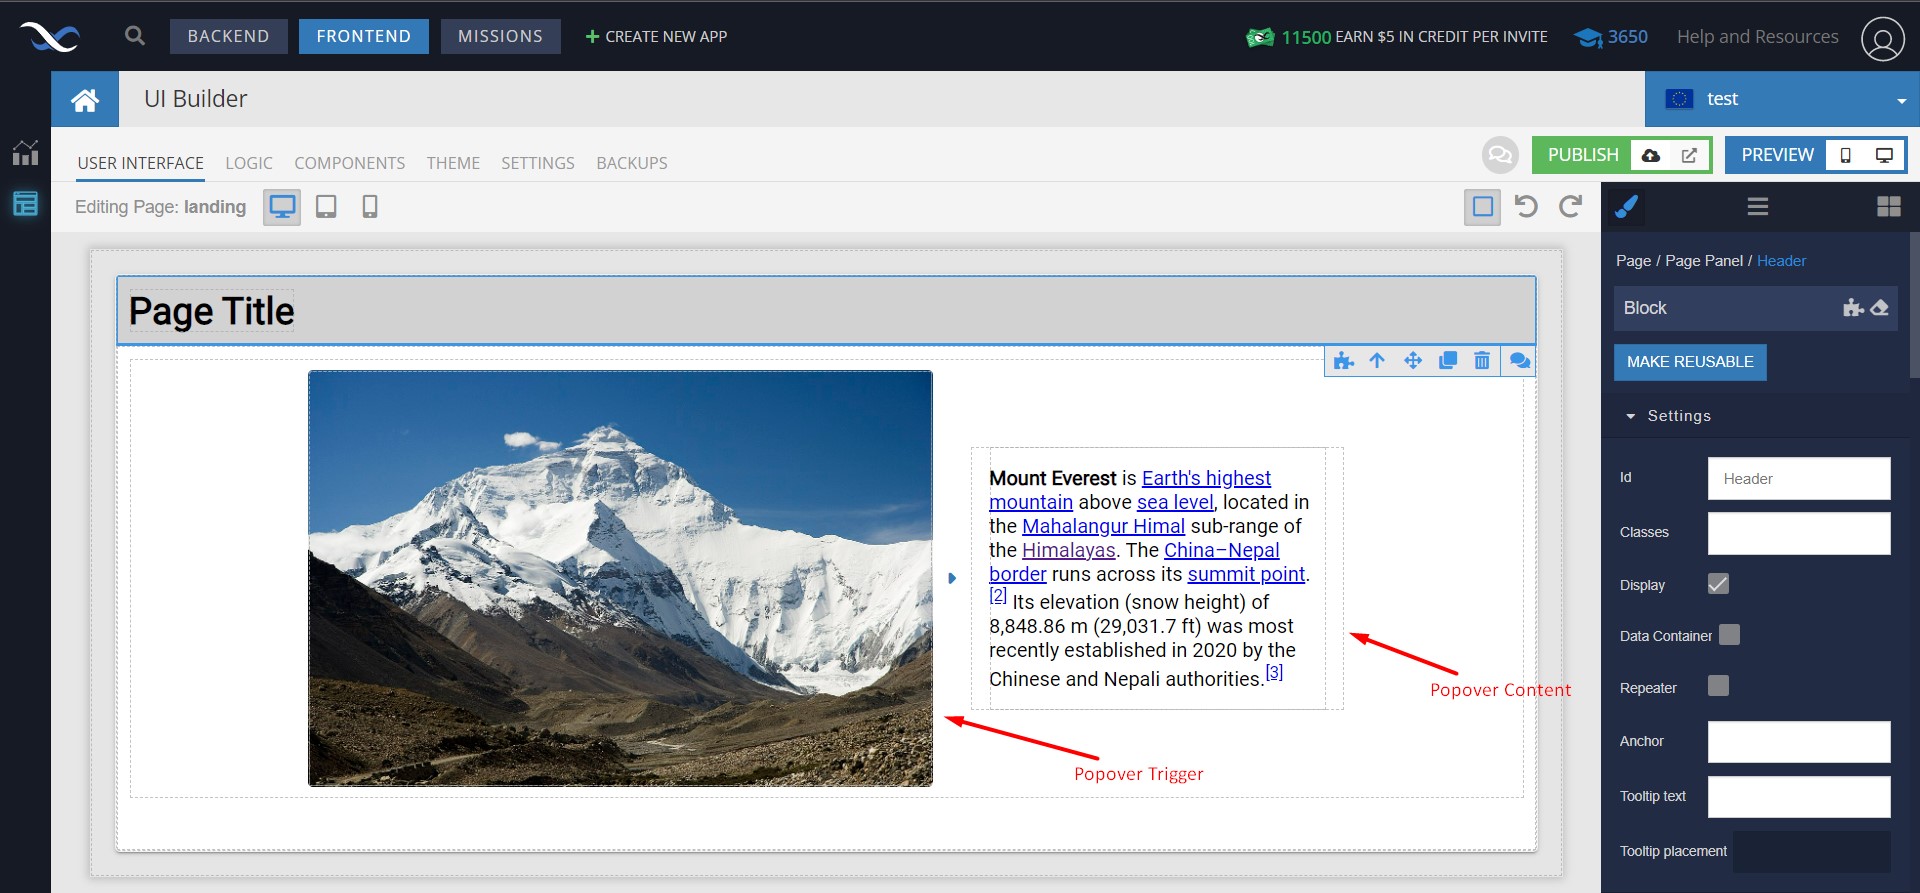 BACKEND
FRONTEND
MISSIONS
+ CREATE NEW APP
11500 EARN $5 IN CREDIT PER INVITE
3650
Help and Resources
UI Builder
test
USER INTERFACE
LOGIC
COMPONENTS
THEME
SETTINGS
BACKUPS
PUBLISH
PREVIEW
Editing Page: landing
Page / Page Panel / Header
Block
MAKE REUSABLE
Settings
Id
Header
Classes
Display
Data Container
Repeater
Anchor
Tooltip text
Tooltip placement
Page Title
Mount Everest is Earth's highest
mountain above sea level, located in
the Mahalangur Himal sub-range of
the Himalayas. The China–Nepal
border runs across its summit point.
[2] Its elevation (snow height) of
8,848.86 m (29,031.7 ft) was most
recently established in 2020 by the
Chinese and Nepali authorities.[3]
Popover Content
Popover Trigger